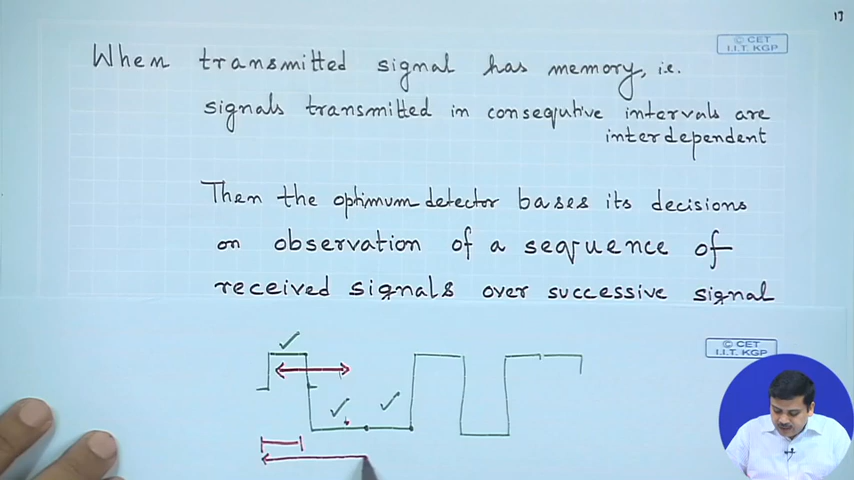 17
© CET
I.I.T. KGP
When transmitted signal has memory, i.e.
signals transmitted in consequtive intervals are
interdependent
Then the optimum detector bases its decisions
on observation of a sequence of
received signals over successive signal
© CET
I.I.T. KGP